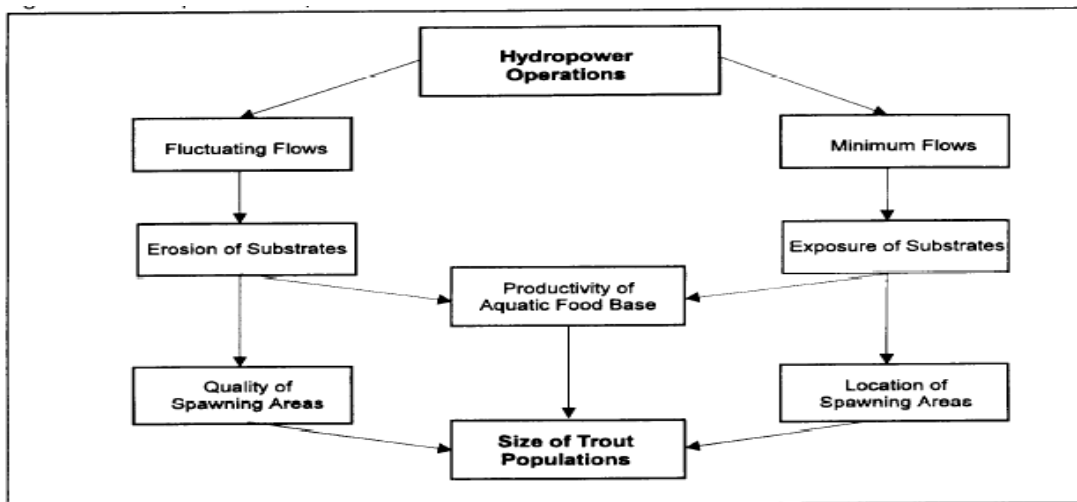 Hydropower
Operations
Fluctuating Flows
Minimum Flows
Erosion of Substrates
Exposure of Substrates
Productivity of
Aquatic Food Base
Quality of
Spawning Areas
Location of
Spawning Areas
Size of Trout
Populations